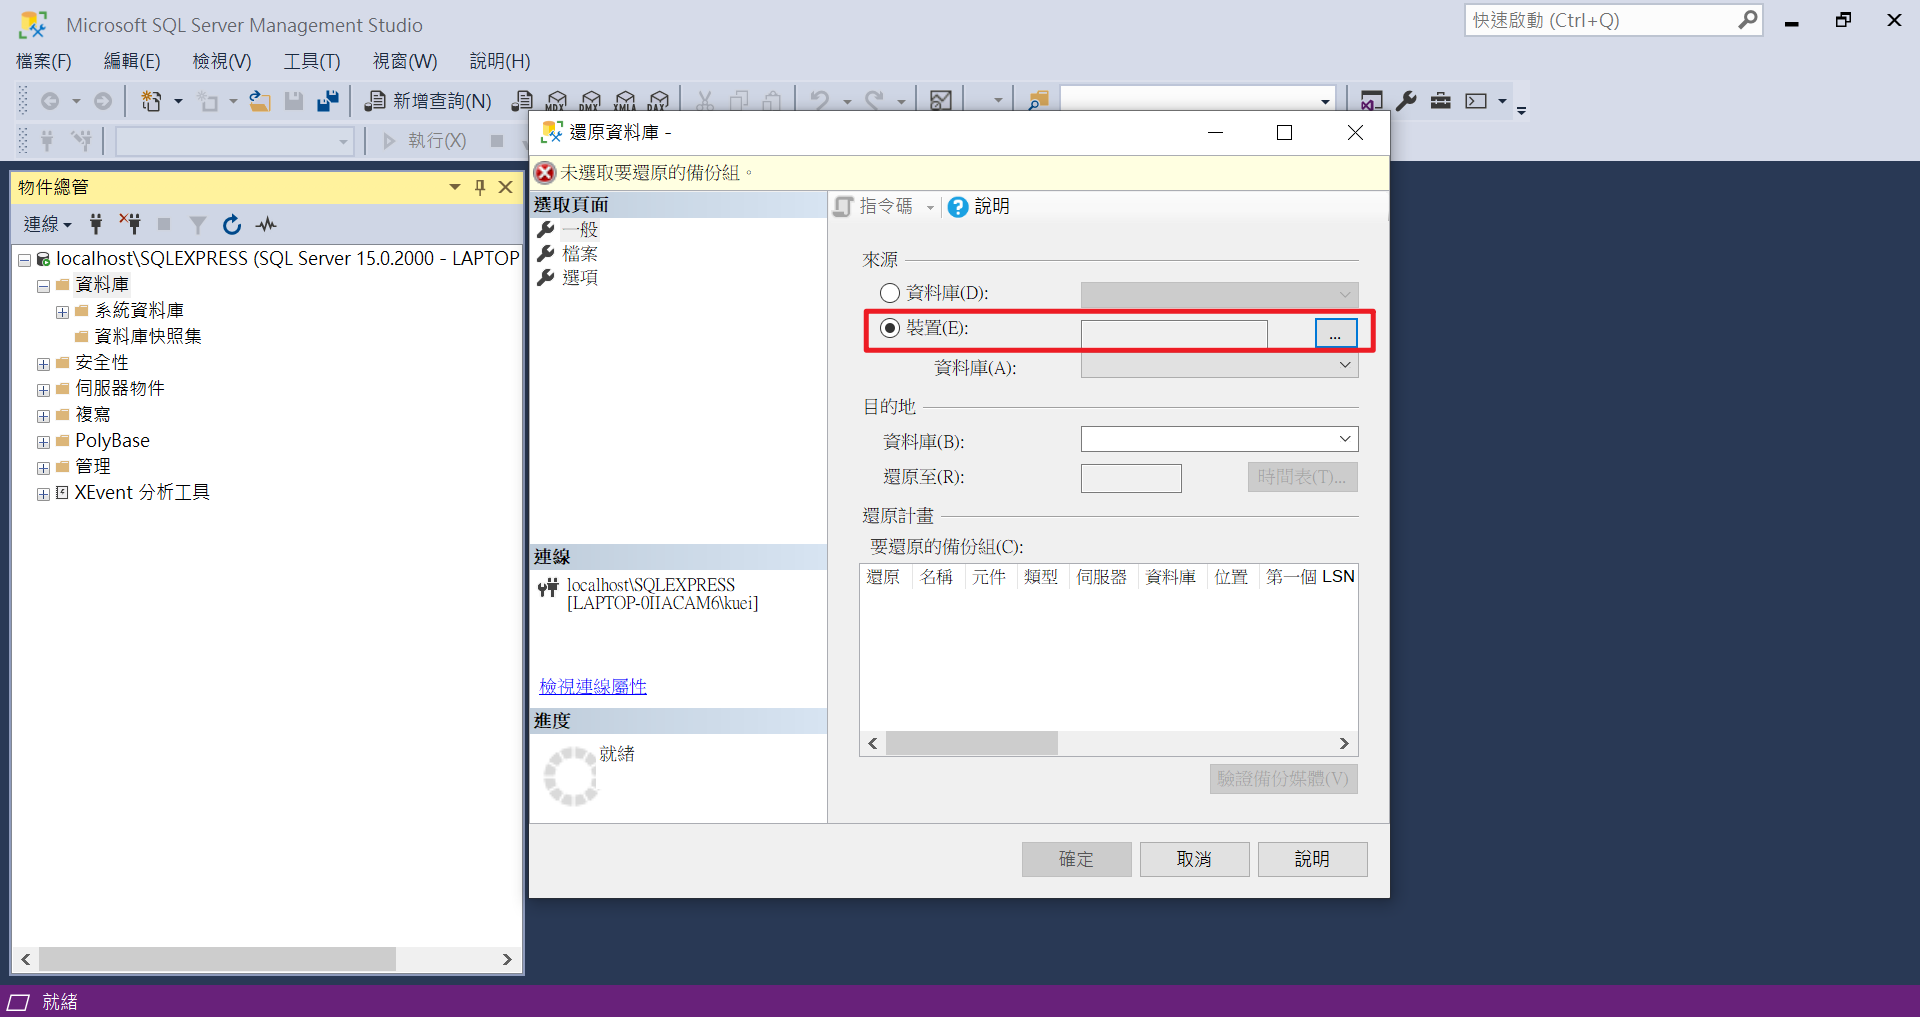 Microsoft SQL Server Management Studio
快速啟動 (Ctrl+Q)
檔案(F) 編輯(E) 檢視(V) 工具(T) 視窗(W) 說明(H)
新增查詢(N) MDX DMX XMLA DAX
執行(X)
物件總管
連線
localhost\SQLEXPRESS (SQL Server 15.0.2000 - LAPTOP
資料庫
系統資料庫
資料庫快照集
安全性
伺服器物件
複寫
PolyBase
管理
XEvent 分析工具
還原資料庫 -
未選取要還原的備份組。
選取頁面
一般
檔案
選項
連線
localhost\SQLEXPRESS
[LAPTOP-0IIACAM6\kuei]
檢視連線屬性
進度
就緒
指令碼 說明
來源
資料庫(D):
裝置(E): ...
資料庫(A):
目的地
資料庫(B):
還原至(R): 時間表(T)...
還原計畫
要還原的備份組(C):
還原 名稱 元件 類型 伺服器 資料庫 位置 第一個 LSN
驗證備份媒體(V)
確定 取消 說明
就緒